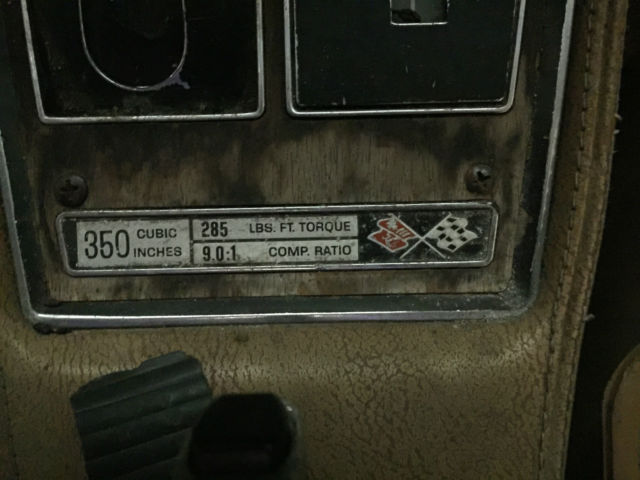 350 CUBIC INCHES
285 LBS. FT. TORQUE
9.0:1 COMP. RATIO